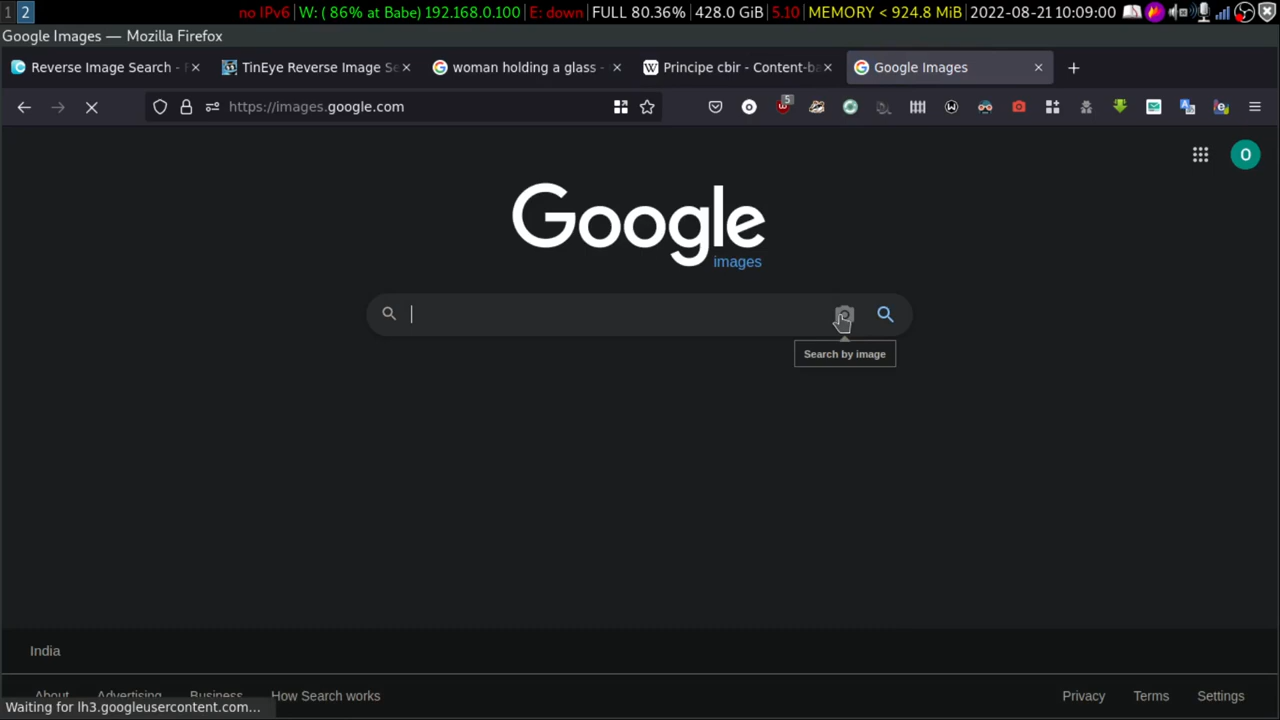 1 2 no IPv6 W: ( 86% at Babe) 192.168.0.100 E: down FULL 80.36% 428.0 GiB 5.10 MEMORY < 924.8 MiB 2022-08-21 10:09:00
Google Images — Mozilla Firefox
Reverse Image Search - F TinEye Reverse Image Se woman holding a glass - Principe cbir - Content-ba Google Images
https://images.google.com 5
O
Google
images
Search by image
India
About Advertising Business How Search works Privacy Terms Settings
Waiting for lh3.googleusercontent.com...